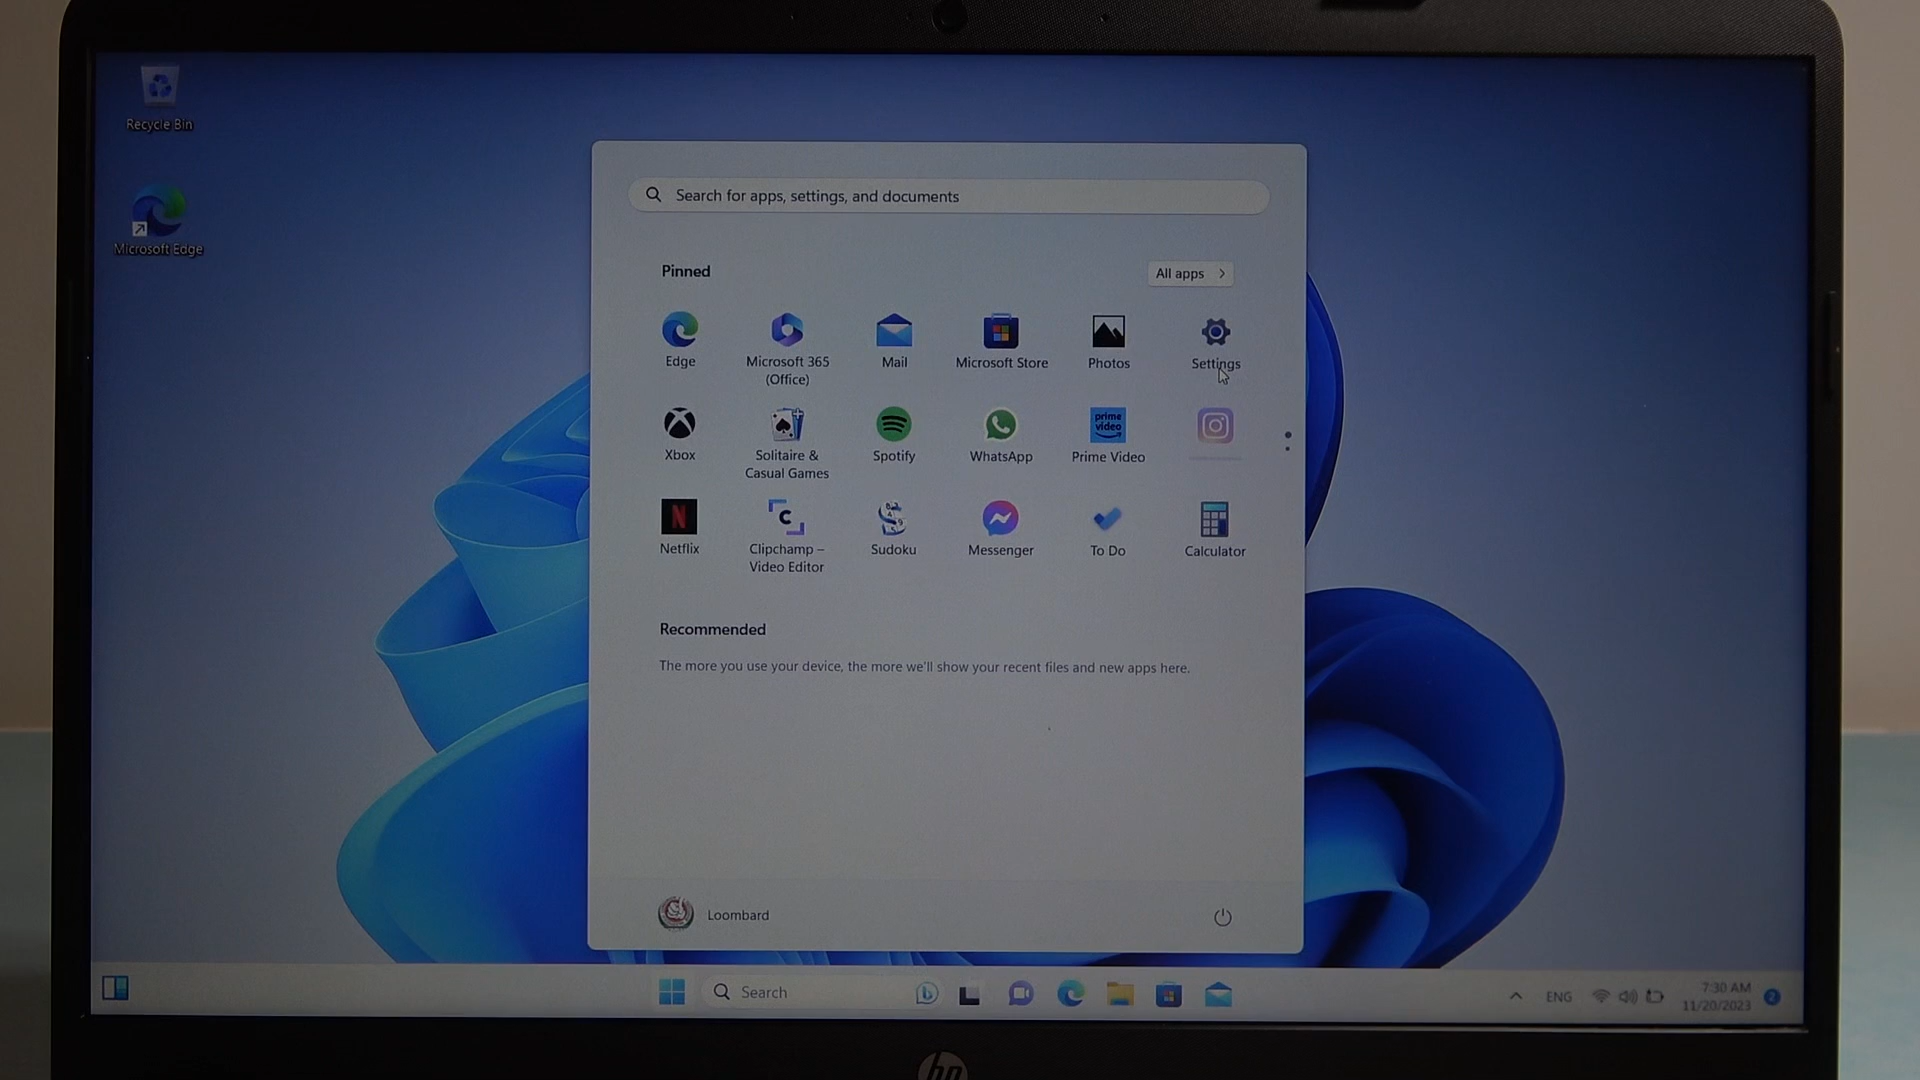 Recycle Bin
Microsoft Edge
Search for apps, settings, and documents
Pinned
All apps
Edge
Microsoft 365
(Office)
Mail
Microsoft Store
Photos
Settings
Xbox
Solitaire &
Casual Games
Spotify
WhatsApp
prime
video
Prime Video
N
Netflix
C
Clipchamp –
Video Editor
Sudoku
Messenger
To Do
Calculator
Recommended
The more you use your device, the more we'll show your recent files and new apps here.
Loombard
Search
b
ENG
7:30 AM
11/20/2023
2
hp